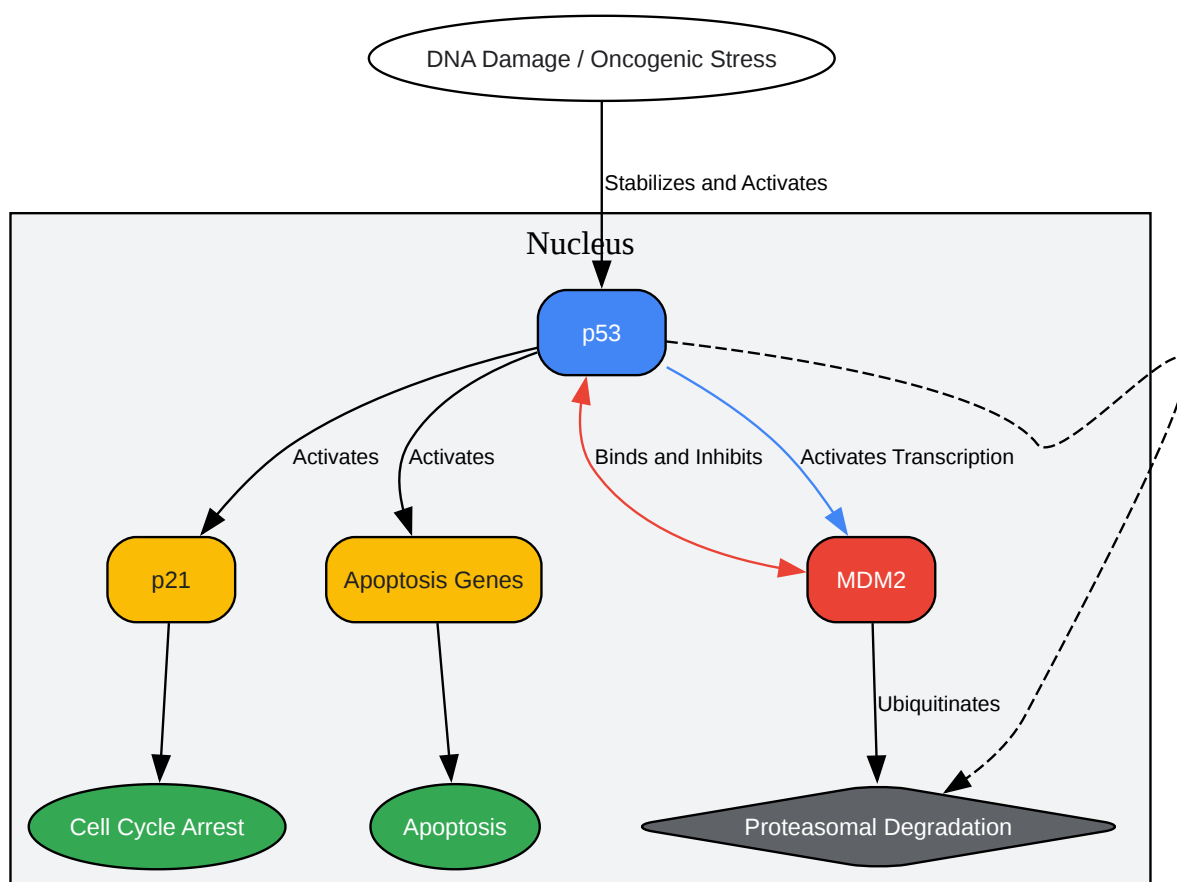 DNA Damage / Oncogenic Stress
Stabilizes and Activates
Nucleus
p53
Activates
Activates
Binds and Inhibits
Activates Transcription
p21
Apoptosis Genes
MDM2
Ubiquitinates
Cell Cycle Arrest
Apoptosis
Proteasomal Degradation